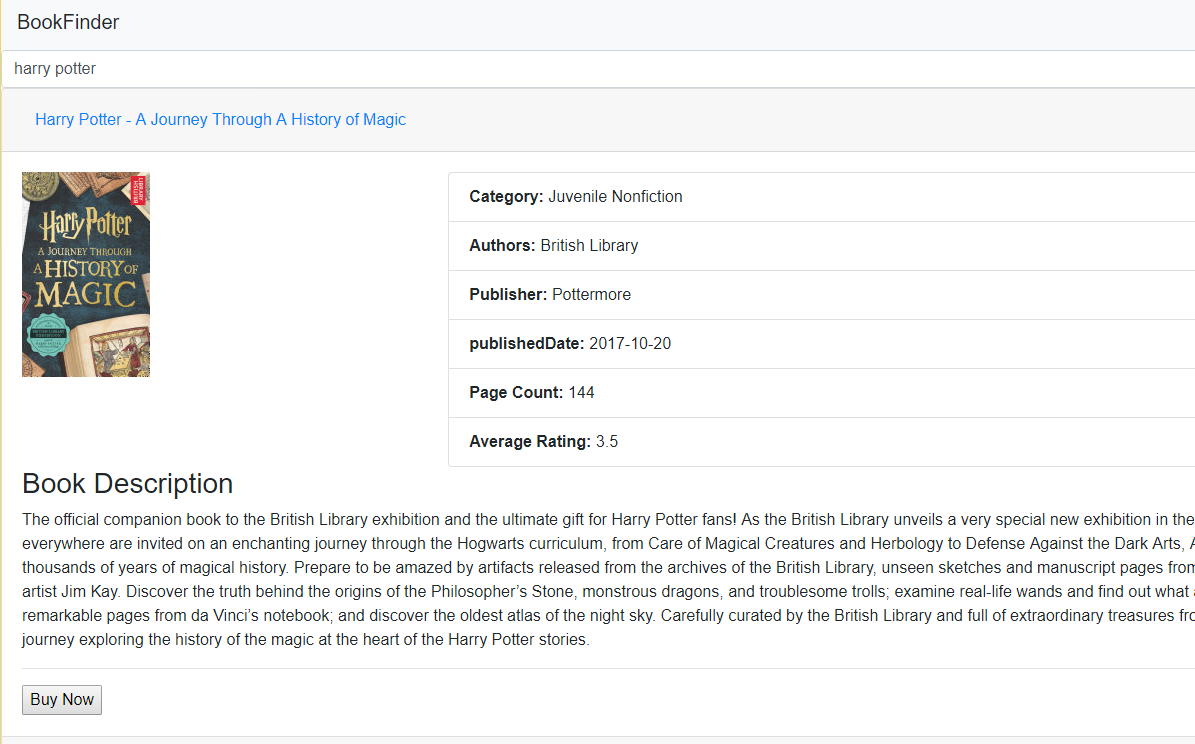 BookFinder
harry potter
Harry Potter - A Journey Through A History of Magic
BRITISH
LIBRARY
Harry Potter
A JOURNEY THROUGH
A HISTORY OF
MAGIC
Category: Juvenile Nonfiction
Authors: British Library
Publisher: Pottermore
publishedDate: 2017-10-20
Page Count: 144
Average Rating: 3.5
Book Description
The official companion book to the British Library exhibition and the ultimate gift for Harry Potter fans! As the British Library unveils a very special new exhibition in the
everywhere are invited on an enchanting journey through the Hogwarts curriculum, from Care of Magical Creatures and Herbology to Defense Against the Dark Arts, A
thousands of years of magical history. Prepare to be amazed by artifacts released from the archives of the British Library, unseen sketches and manuscript pages from
artist Jim Kay. Discover the truth behind the origins of the Philosopher’s Stone, monstrous dragons, and troublesome trolls; examine real-life wands and find out what
remarkable pages from da Vinci’s notebook; and discover the oldest atlas of the night sky. Carefully curated by the British Library and full of extraordinary treasures fro
journey exploring the history of the magic at the heart of the Harry Potter stories.
Buy Now